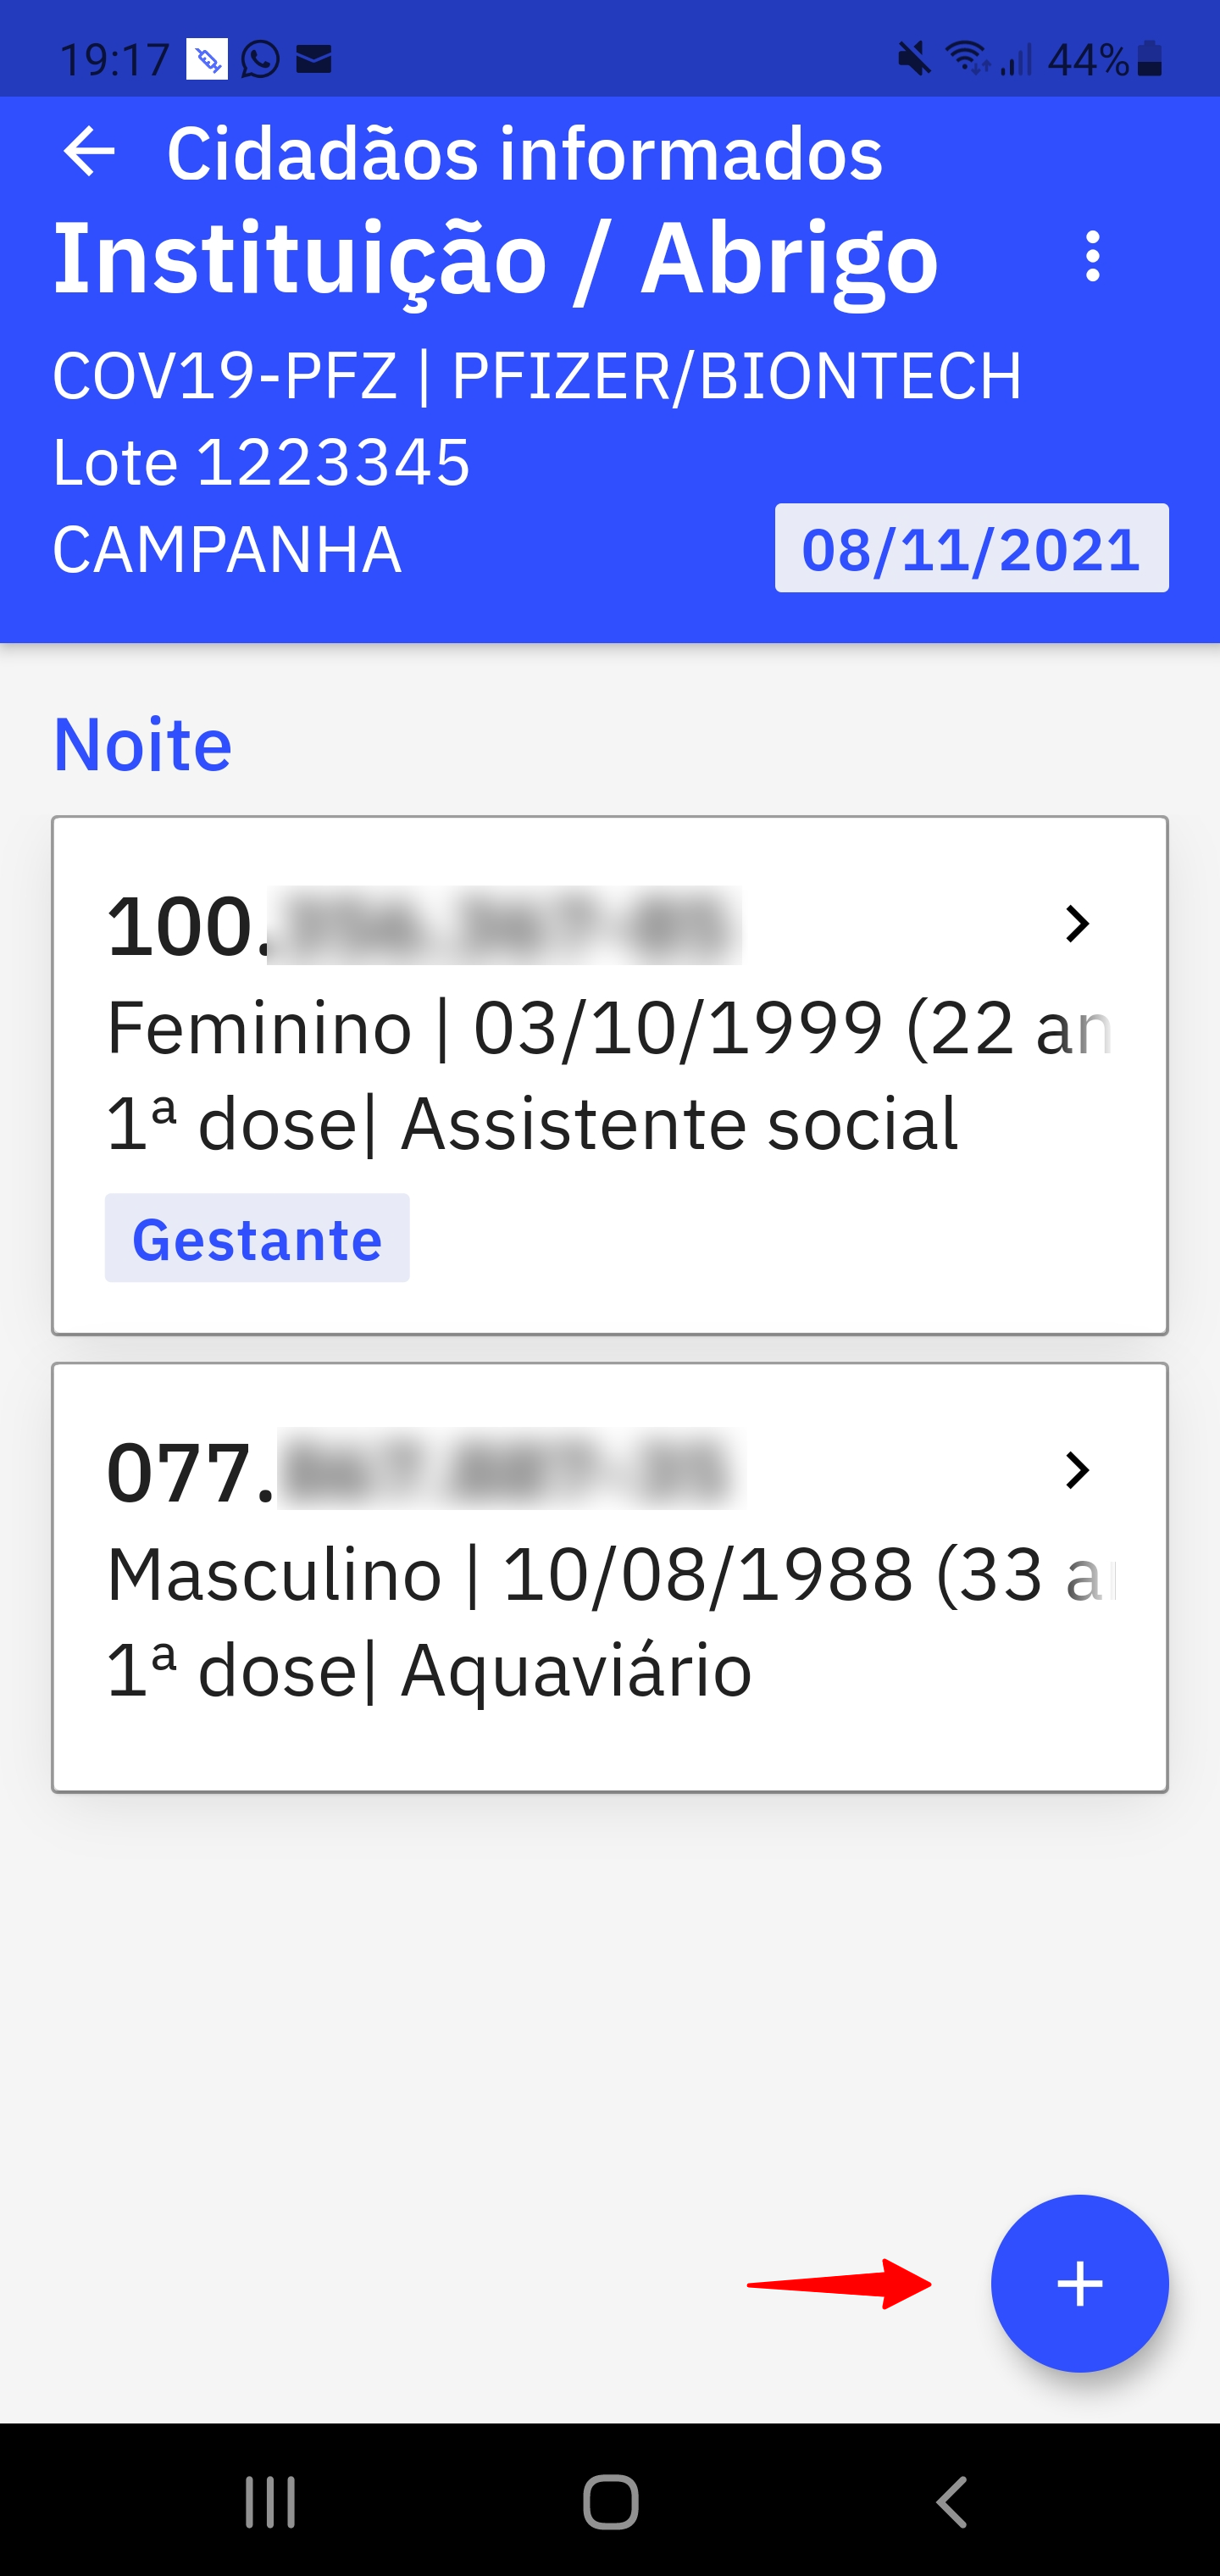 19:17 44%
Cidadãos informados
Instituição / Abrigo
COV19-PFZ | PFIZER/BIONTECH
Lote 1223345
CAMPANHA 08/11/2021
Noite
100.
Feminino | 03/10/1999 (22 an
1ª dose| Assistente social
Gestante
077.
Masculino | 10/08/1988 (33 a
1ª dose| Aquaviário